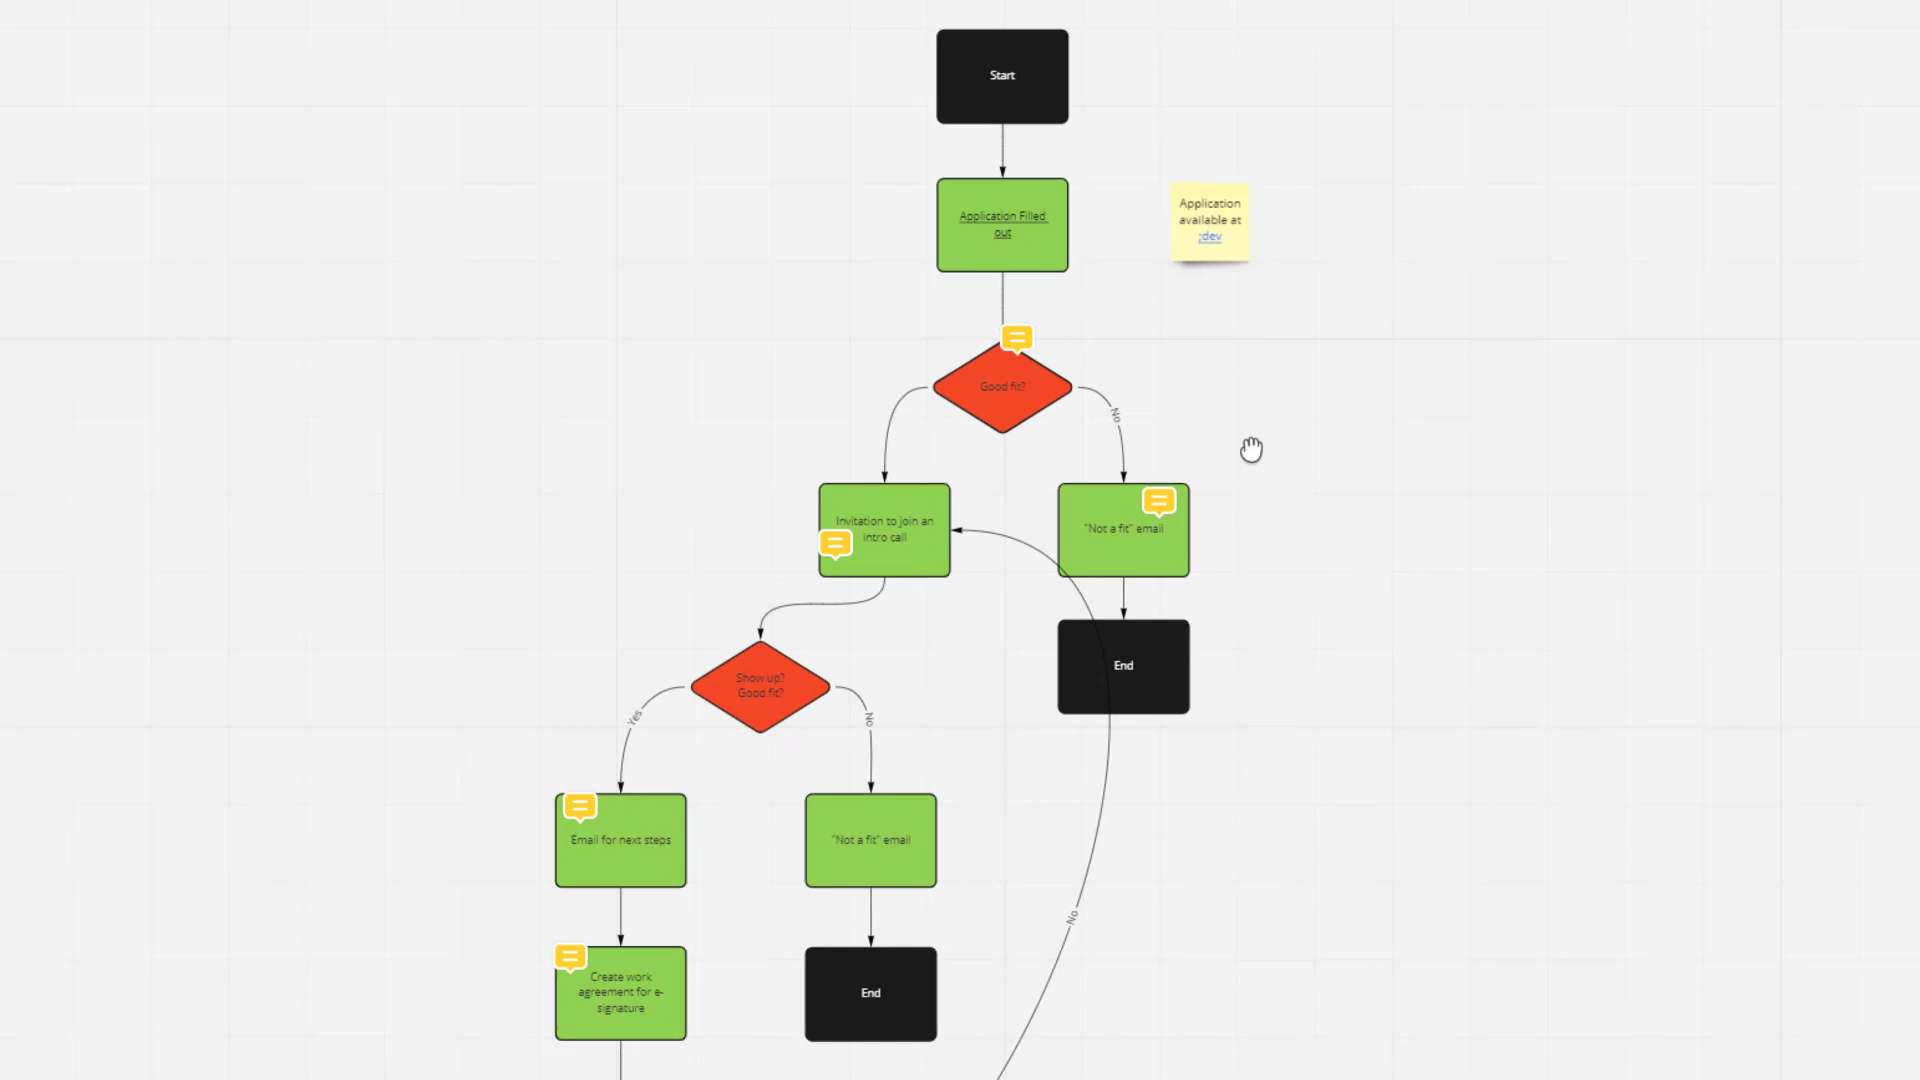 Start
Application Filled
out
Application
available at
:dev
Good fit?
No
Invitation to join an
intro call
"Not a fit" email
End
Show up?
Good fit?
Yes
No
Email for next steps
"Not a fit" email
No
Create work
agreement for e-
signature
End